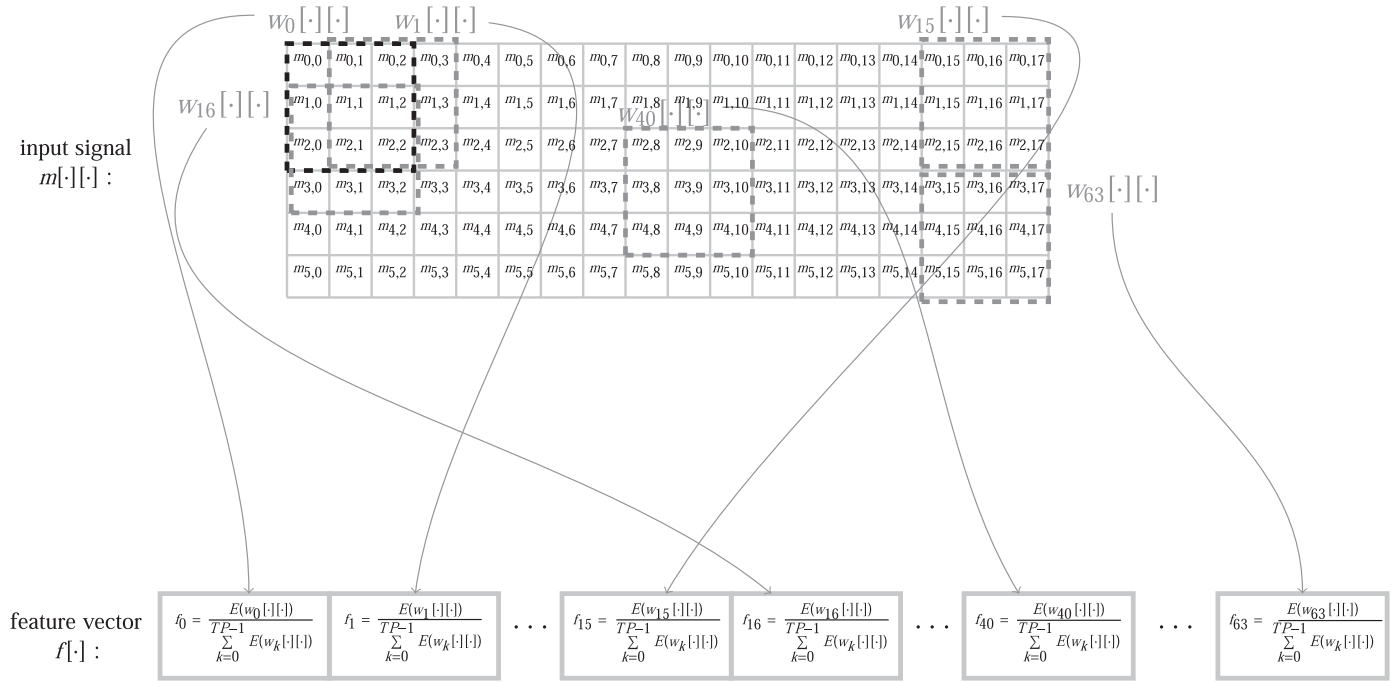 w0[·][·] w1[·][·] w15[·][·]
m0,0 m0,1 m0,2 m0,3 m0,4 m0,5 m0,6 m0,7 m0,8 m0,9 m0,10 m0,11 m0,12 m0,13 m0,14 m0,15 m0,16 m0,17
w16[·][·]
m1,0 m1,1 m1,2 m1,3 m1,4 m1,5 m1,6 m1,7 m1,8 m1,9 m1,10 m1,11 m1,12 m1,13 m1,14 m1,15 m1,16 m1,17
w40[·][·]
input signal
m[·][·] :
m2,0 m2,1 m2,2 m2,3 m2,4 m2,5 m2,6 m2,7 m2,8 m2,9 m2,10 m2,11 m2,12 m2,13 m2,14 m2,15 m2,16 m2,17
m3,0 m3,1 m3,2 m3,3 m3,4 m3,5 m3,6 m3,7 m3,8 m3,9 m3,10 m3,11 m3,12 m3,13 m3,14 m3,15 m3,16 m3,17
w63[·][·]
m4,0 m4,1 m4,2 m4,3 m4,4 m4,5 m4,6 m4,7 m4,8 m4,9 m4,10 m4,11 m4,12 m4,13 m4,14 m4,15 m4,16 m4,17
m5,0 m5,1 m5,2 m5,3 m5,4 m5,5 m5,6 m5,7 m5,8 m5,9 m5,10 m5,11 m5,12 m5,13 m5,14 m5,15 m5,16 m5,17
feature vector
f[·] :
f0 = E(w0[·][·])
TP−1
∑ E(wk[·][·])
k=0
f1 = E(w1[·][·])
TP−1
∑ E(wk[·][·])
k=0
...
f15 = E(w15[·][·])
TP−1
∑ E(wk[·][·])
k=0
f16 = E(w16[·][·])
TP−1
∑ E(wk[·][·])
k=0
...
f40 = E(w40[·][·])
TP−1
∑ E(wk[·][·])
k=0
...
f63 = E(w63[·][·])
TP−1
∑ E(wk[·][·])
k=0